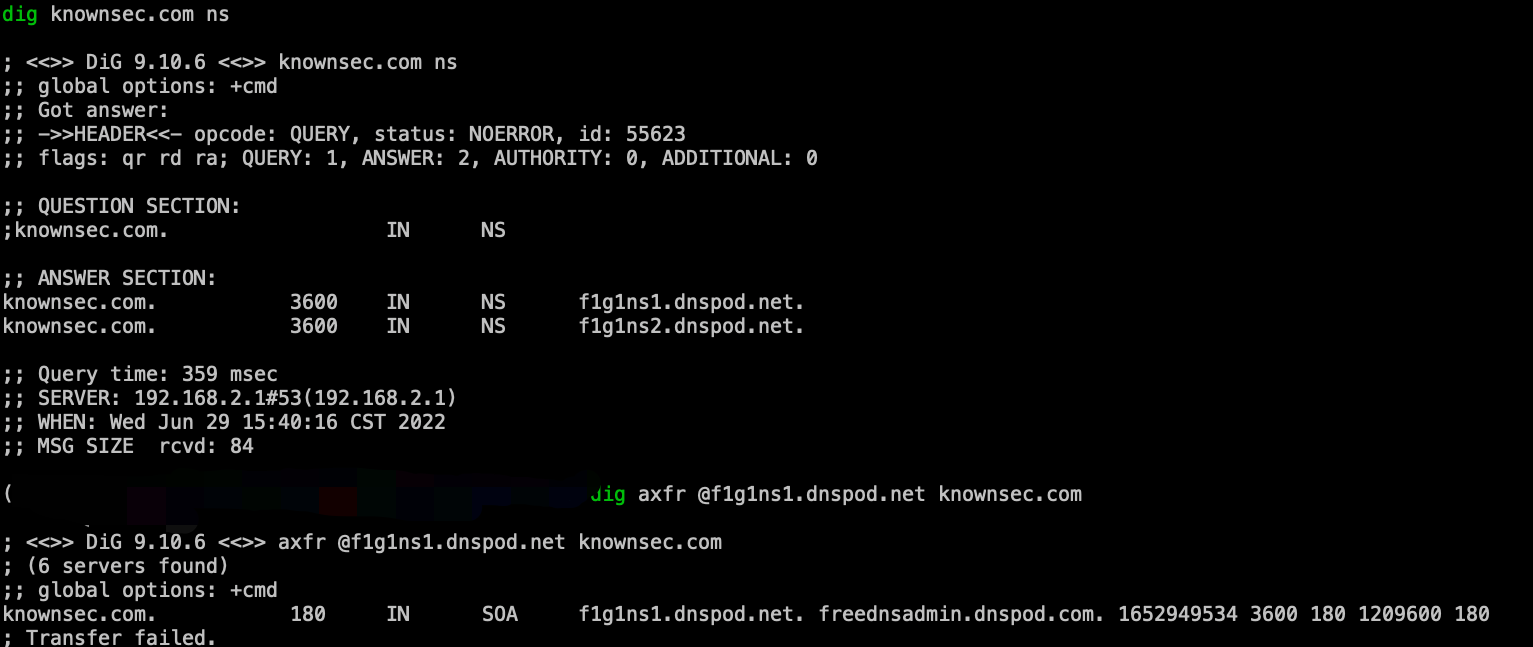 dig knownsec.com ns
; <<>> DiG 9.10.6 <<>> knownsec.com ns
;; global options: +cmd
;; Got answer:
;; ->>HEADER<<- opcode: QUERY, status: NOERROR, id: 55623
;; flags: qr rd ra; QUERY: 1, ANSWER: 2, AUTHORITY: 0, ADDITIONAL: 0
;; QUESTION SECTION:
;knownsec.com. IN NS
;; ANSWER SECTION:
knownsec.com. 3600 IN NS f1g1ns1.dnspod.net.
knownsec.com. 3600 IN NS f1g1ns2.dnspod.net.
;; Query time: 359 msec
;; SERVER: 192.168.2.1#53(192.168.2.1)
;; WHEN: Wed Jun 29 15:40:16 CST 2022
;; MSG SIZE  rcvd: 84
( dig axfr @f1g1ns1.dnspod.net knownsec.com
; <<>> DiG 9.10.6 <<>> axfr @f1g1ns1.dnspod.net knownsec.com
; (6 servers found)
;; global options: +cmd
knownsec.com. 180 IN SOA f1g1ns1.dnspod.net. freednsadmin.dnspod.com. 1652949534 3600 180 1209600 180
; Transfer failed.